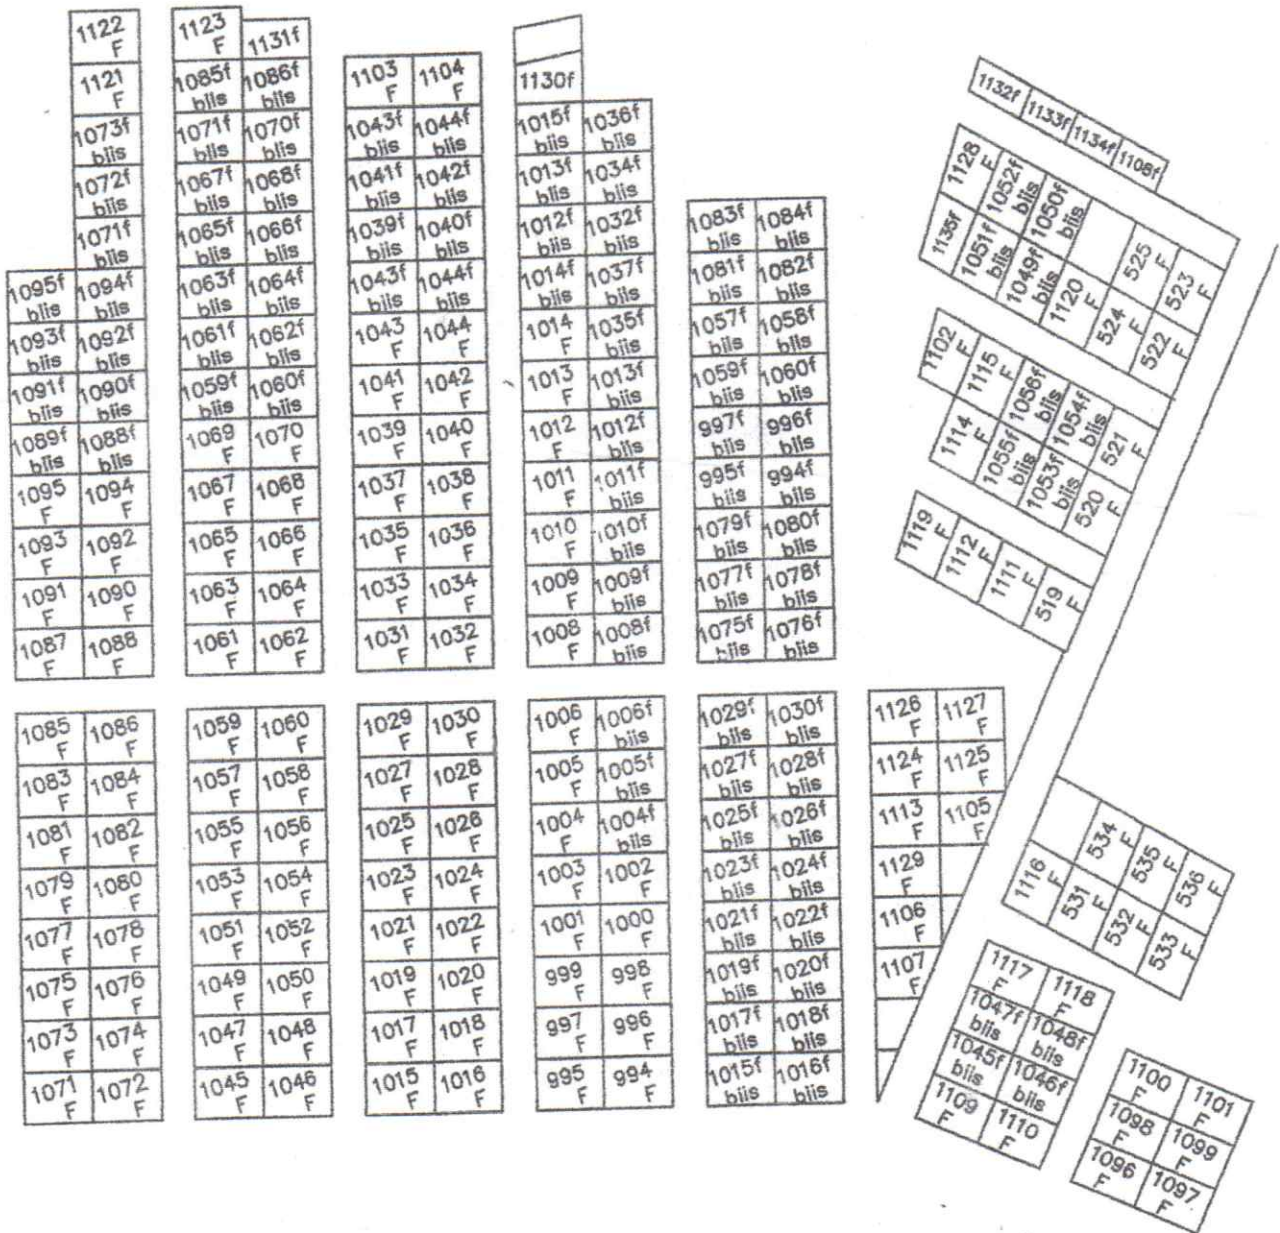 1122
F
1121
F
1073f
biis
1072f
biis
1071f
biis
1095f 1094f
biis biis
1093f 1092f
biis biis
1091f 1090f
biis biis
1089f 1088f
biis biis
1095 1094
F F
1093 1092
F F
1091 1090
F F
1087 1088
F F
1123
F
1131f
1085f 1086f
biis biis
1071f 1070f
biis biis
1067f 1068f
biis biis
1065f 1066f
biis biis
1063f 1064f
biis biis
1061f 1062f
biis biis
1059f 1060f
biis biis
1069 1070
F F
1067 1068
F F
1065 1066
F F
1063 1064
F F
1061 1062
F F
1103 1104
F F
1043f 1044f
biis biis
1041f 1042f
biis biis
1039f 1040f
biis biis
1043f 1044f
biis biis
1043 1044
F F
1041 1042
F F
1039 1040
F F
1037 1038
F F
1035 1036
F F
1033 1034
F F
1031 1032
F F
1130f
1015f 1036f
biis biis
1013f 1034f
biis biis
1012f 1032f
biis biis
1014f 1037f
biis biis
1014 1035f
F biis
1013 1013f
F biis
1012 1012f
F biis
1011 1011f
F biis
1010 1010f
F biis
1009 1009f
F biis
1008 1008f
F biis
1083f 1084f
biis biis
1081f 1082f
biis biis
1057f 1058f
biis biis
1059f 1060f
biis biis
997f 996f
biis biis
995f 994f
biis biis
1079f 1080f
biis biis
1077f 1078f
biis biis
1075f 1076f
biis biis
1132f 1133f 1134f 1108f
1128
F
1052f
biis
1050f
biis
525
F
523
F
1135f
1051f
biis
1049f
biis
1120
F
524
F
522
F
1102
F
1115
F
1056f
biis
1054f
biis
521
F
1114
F
1055f
biis
1053f
biis
520
F
1119
F
1112
F
1111
F
519
F
1085 1086
F F
1083 1084
F F
1081 1082
F F
1079 1080
F F
1077 1078
F F
1075 1076
F F
1073 1074
F F
1071 1072
F F
1059 1060
F F
1057 1058
F F
1055 1056
F F
1053 1054
F F
1051 1052
F F
1049 1050
F F
1047 1048
F F
1045 1046
F F
1029 1030
F F
1027 1028
F F
1025 1026
F F
1023 1024
F F
1021 1022
F F
1019 1020
F F
1017 1018
F F
1015 1016
F F
1006 1006f
F biis
1005 1005f
F biis
1004 1004f
F biis
1003 1002
F F
1001 1000
F F
999 998
F F
997 996
F F
995 994
F F
1029f 1030f
biis biis
1027f 1028f
biis biis
1025f 1026f
biis biis
1023f 1024f
biis biis
1021f 1022f
biis biis
1019f 1020f
biis biis
1017f 1018f
biis biis
1015f 1016f
biis biis
1126 1127
F F
1124 1125
F F
1113 1105
F F
1129
F
1106
F
1107
F
534
F
535
F
536
F
1116
F
531
F
532
F
533
F
1117 1118
F F
1047f 1048f
biis biis
1045f 1046f
biis biis
1109 1110
F F
1100 1101
F F
1098 1099
F F
1096 1097
F F